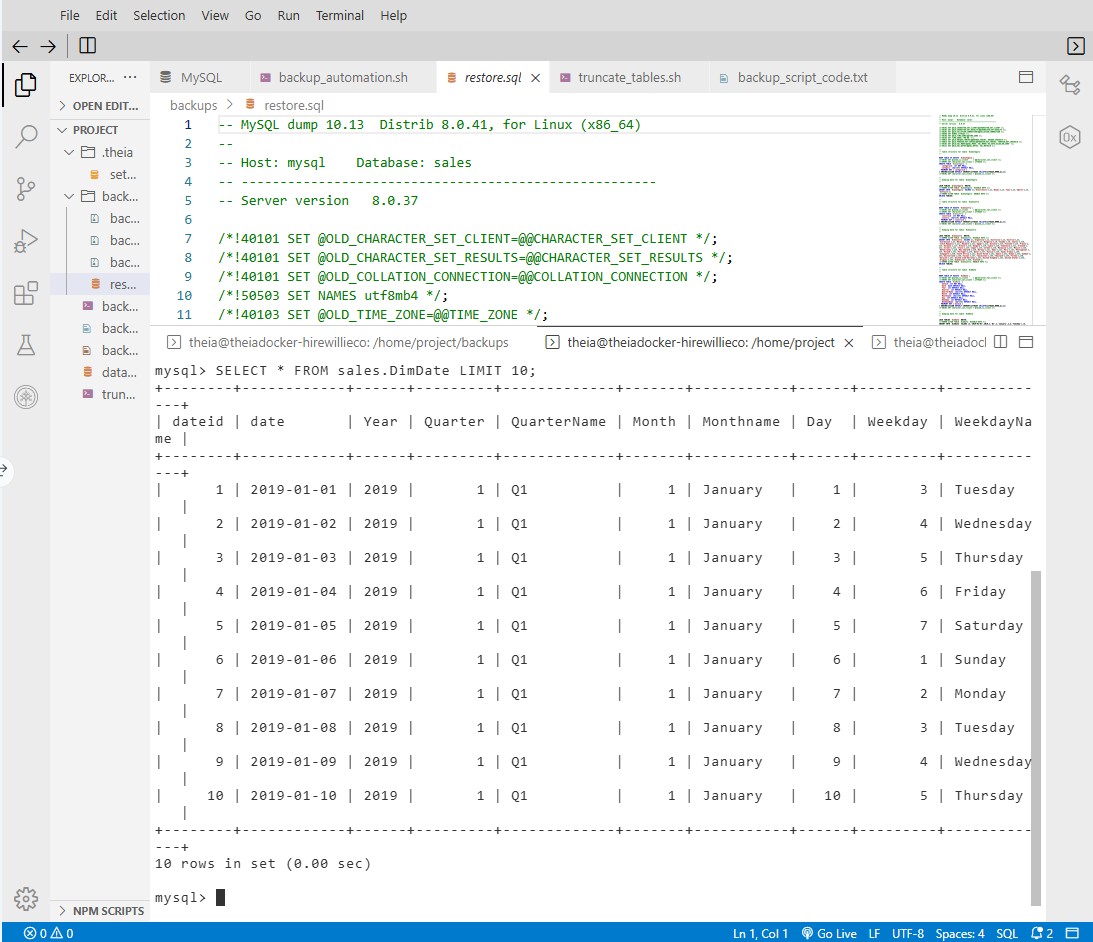 File Edit Selection View Go Run Terminal Help
EXPLOR... ···
MySQL
backup_automation.sh
restore.sql
truncate_tables.sh
backup_script_code.txt
OPEN EDIT...
PROJECT
.theia
set...
back...
bac...
bac...
bac...
res...
back...
back...
back...
data...
trun...
NPM SCRIPTS
0x
backups > restore.sql
1 -- MySQL dump 10.13  Distrib 8.0.41, for Linux (x86_64)
2 --
3 -- Host: mysql    Database: sales
4 -- ------------------------------------------------------
5 -- Server version   8.0.37
6
7 /*!40101 SET @OLD_CHARACTER_SET_CLIENT=@@CHARACTER_SET_CLIENT */;
8 /*!40101 SET @OLD_CHARACTER_SET_RESULTS=@@CHARACTER_SET_RESULTS */;
9 /*!40101 SET @OLD_COLLATION_CONNECTION=@@COLLATION_CONNECTION */;
10 /*!50503 SET NAMES utf8mb4 */;
11 /*!40103 SET @OLD_TIME_ZONE=@@TIME_ZONE */;
theia@theiadocker-hirewillieco: /home/project/backups
theia@theiadocker-hirewillieco: /home/project
theia@theiadocl
mysql> SELECT * FROM sales.DimDate LIMIT 10;
+--------+------------+------+---------+-------------+-------+-----------+-----+---------+----------
---+
| dateid | date       | Year | Quarter | QuarterName | Month | Monthname | Day | Weekday | WeekdayNa
me |
+--------+------------+------+---------+-------------+-------+-----------+-----+---------+----------
---+
|      1 | 2019-01-01 | 2019 |       1 | Q1          |     1 | January   |   1 |       3 | Tuesday
   |
|      2 | 2019-01-02 | 2019 |       1 | Q1          |     1 | January   |   2 |       4 | Wednesday
   |
|      3 | 2019-01-03 | 2019 |       1 | Q1          |     1 | January   |   3 |       5 | Thursday
   |
|      4 | 2019-01-04 | 2019 |       1 | Q1          |     1 | January   |   4 |       6 | Friday
   |
|      5 | 2019-01-05 | 2019 |       1 | Q1          |     1 | January   |   5 |       7 | Saturday
   |
|      6 | 2019-01-06 | 2019 |       1 | Q1          |     1 | January   |   6 |       1 | Sunday
   |
|      7 | 2019-01-07 | 2019 |       1 | Q1          |     1 | January   |   7 |       2 | Monday
   |
|      8 | 2019-01-08 | 2019 |       1 | Q1          |     1 | January   |   8 |       3 | Tuesday
   |
|      9 | 2019-01-09 | 2019 |       1 | Q1          |     1 | January   |   9 |       4 | Wednesday
   |
|     10 | 2019-01-10 | 2019 |       1 | Q1          |     1 | January   |  10 |       5 | Thursday
   |
+--------+------------+------+---------+-------------+-------+-----------+-----+---------+----------
---+
10 rows in set (0.00 sec)
mysql>
0 0 Ln 1, Col 1 Go Live LF UTF-8 Spaces: 4 SQL 2